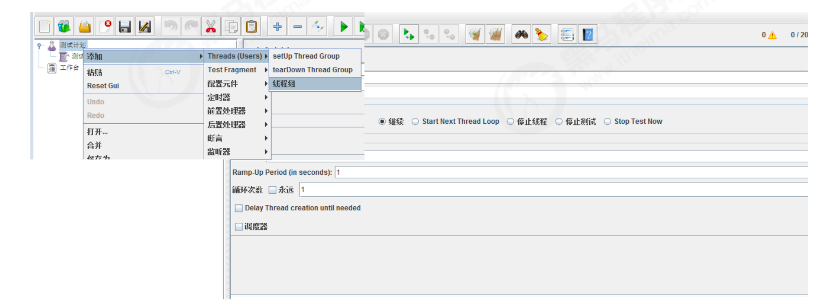 0
0 / 20
测试计划
工作台
添加
Threads (Users)
setUp Thread Group
粘贴
Ctrl-V
Test Fragment
tearDown Thread Group
Reset Gui
配置元件
线程组
Undo
定时器
Redo
前置处理器
打开...
后置处理器
合并
断言
监听器
继续 Start Next Thread Loop 停止线程 停止测试 Stop Test Now
Ramp-Up Period (in seconds): 1
循环次数 永远 1
Delay Thread creation until needed
调度器